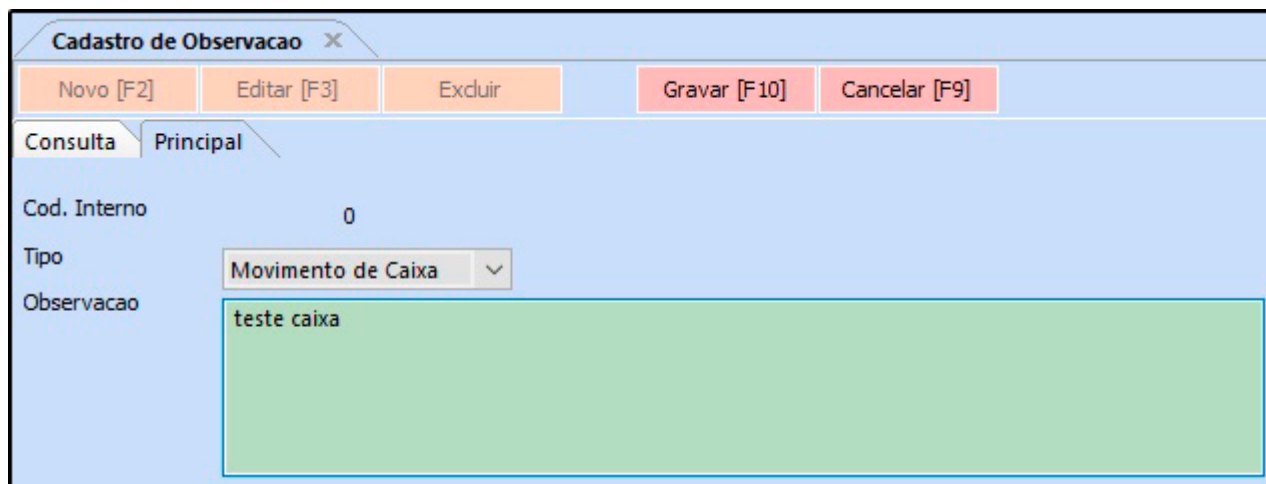 Cadastro de Observacao
Novo [F2] Editar [F3] Excluir Gravar [F10] Cancelar [F9]
Consulta Principal
Cod. Interno 0
Tipo Movimento de Caixa
Observacao teste caixa